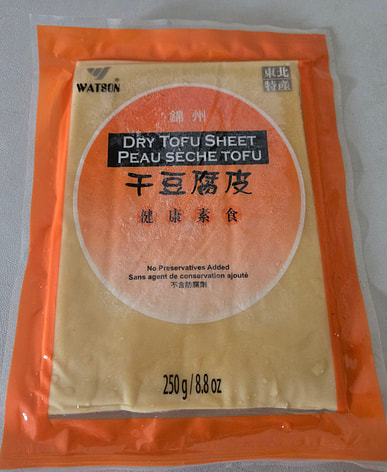 WATSON®
東北
特產
錦州
DRY TOFU SHEET
PEAU SECHE TOFU
干豆腐皮
健康素食
No Preservatives Added
Sans agent de conservation ajouté
不含防腐劑
250 g / 8.8 oz